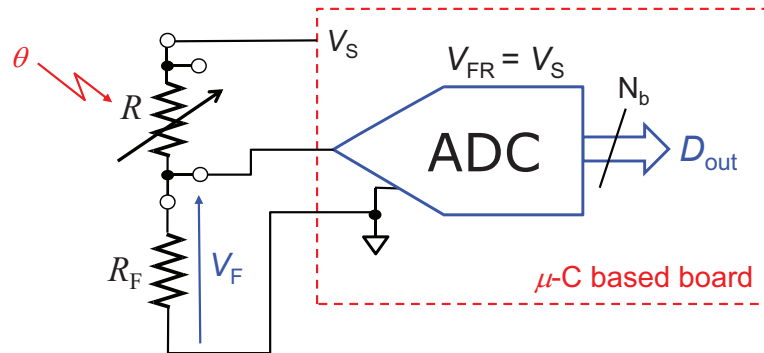 V_S
V_FR = V_S
θ
R
N_b
ADC
D_out
R_F
V_F
μ-C based board